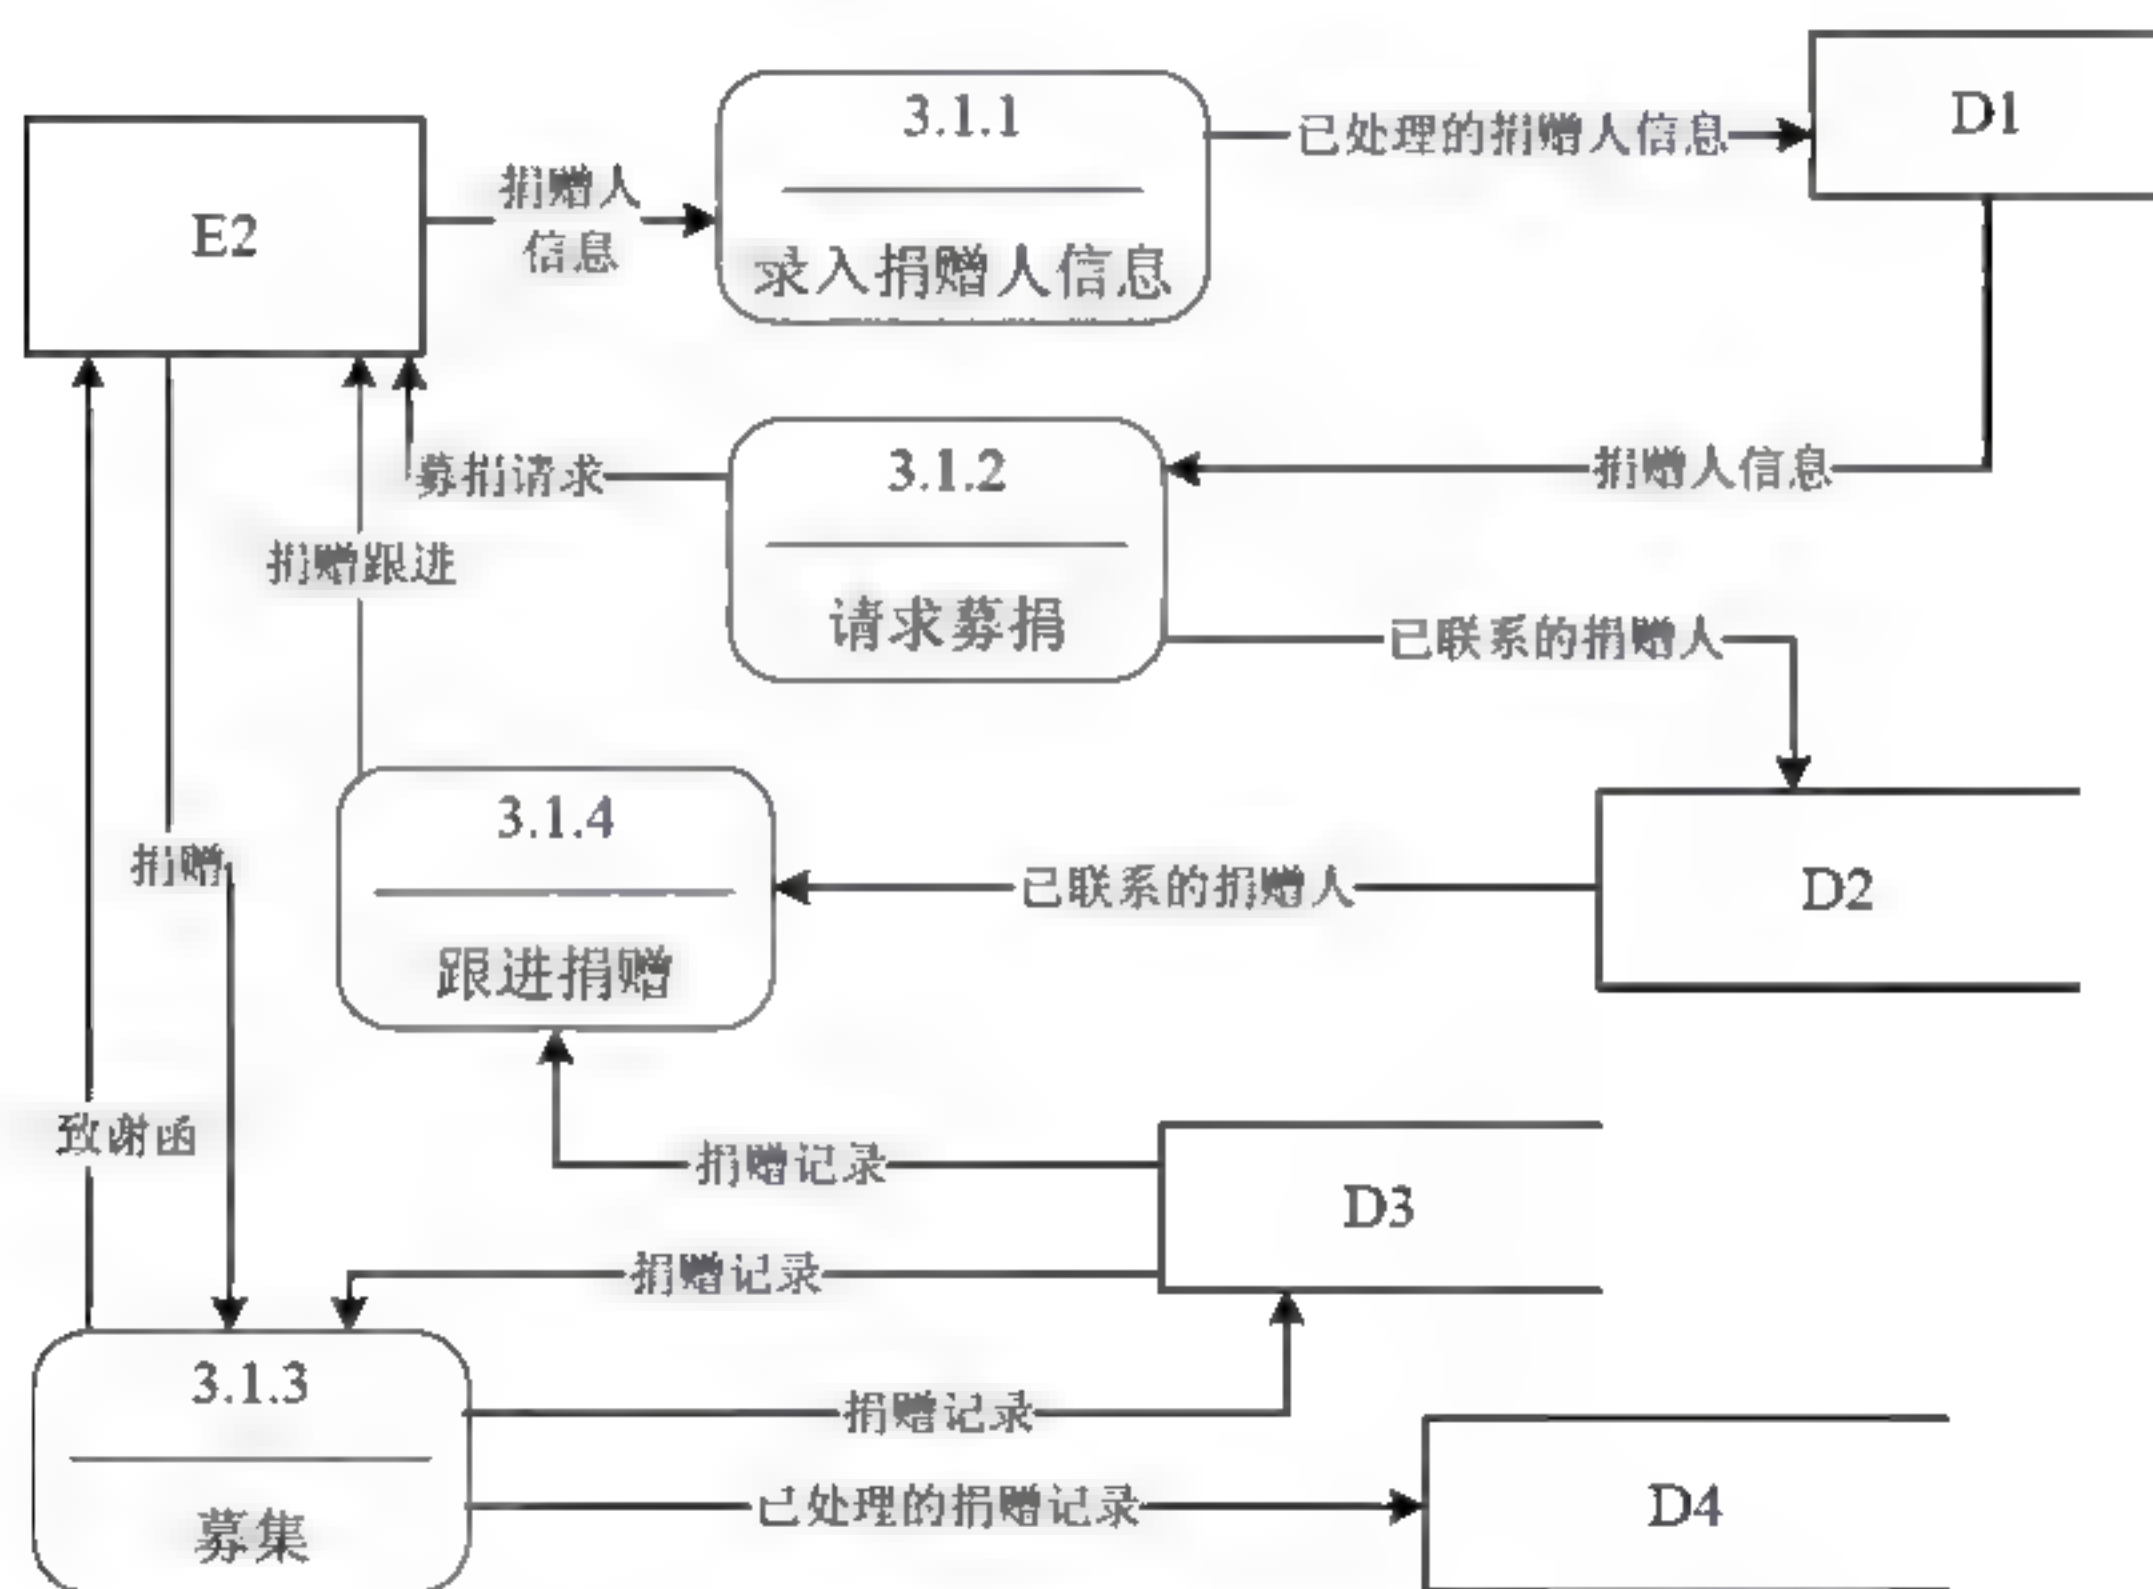 3.1.1
D1
已处理的捐赠人信息
捐赠人
信息
E2
录入捐赠人信息
募捐请求
3.1.2
捐赠人信息
捐赠跟进
请求募捐
已联系的捐赠人
3.1.4
捐赠
已联系的捐赠人
D2
跟进捐赠
致谢函
捐赠记录
D3
捐赠记录
3.1.3
捐赠记录
已处理的捐赠记录
D4
募集